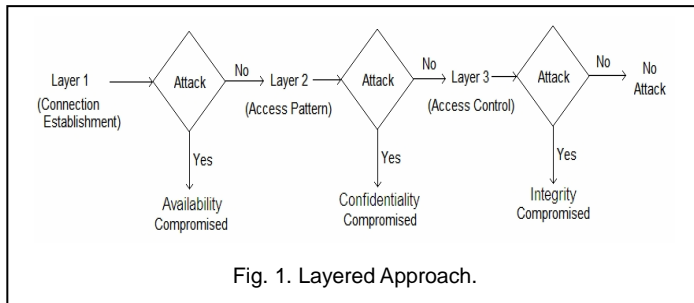 Layer 1
(Connection
Establishment)
Attack
No
Yes
Availability
Compromised
Layer 2
(Access Pattern)
Attack
No
Yes
Confidentiality
Compromised
Layer 3
(Access Control)
Attack
No
Yes
Integrity
Compromised
No
Attack
Fig. 1. Layered Approach.